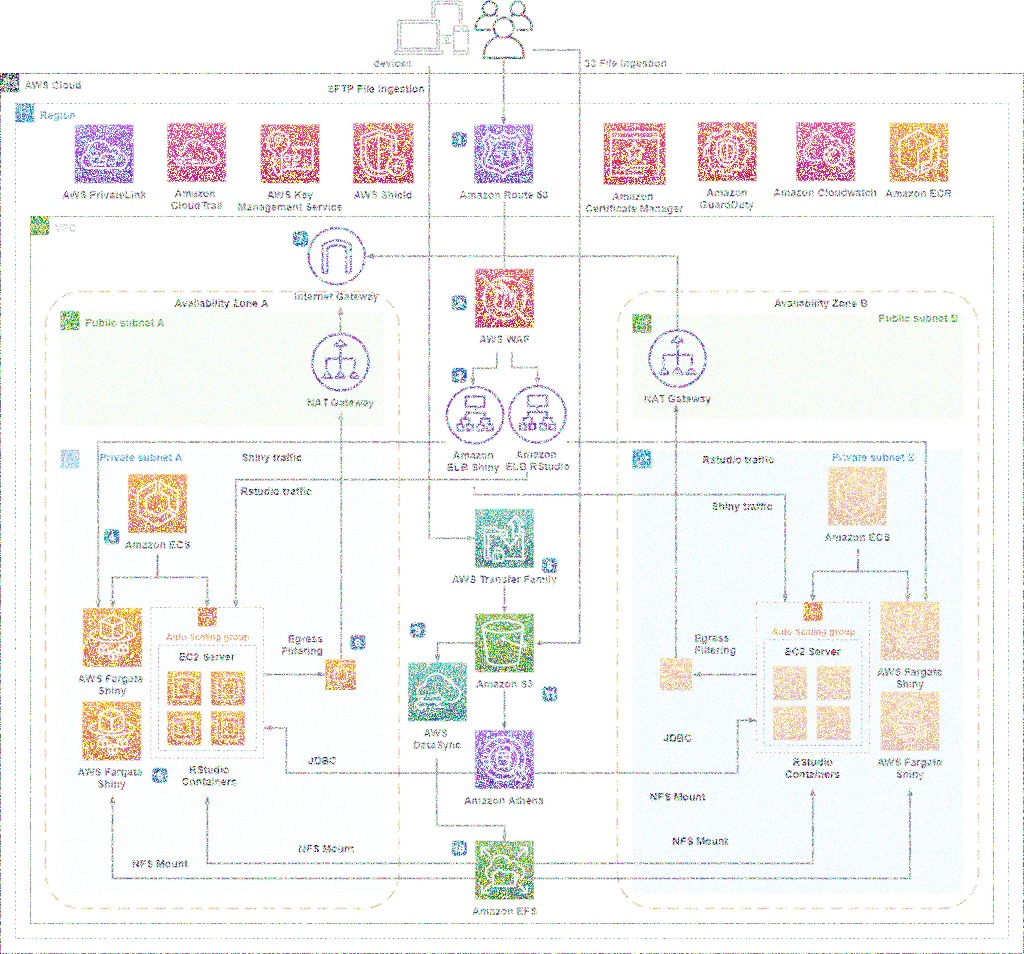 devices
S3 File Ingestion
AWS Cloud
SFTP File Ingestion
Region
AWS PrivateLink
Amazon
CloudTrail
AWS Key
Management Service
AWS Shield
Amazon Route 53
Amazon
Certificate Manager
Amazon
GuardDuty
Amazon Cloudwatch
Amazon ECR
VPC
Internet Gateway
Availability Zone A
Availability Zone B
Public subnet A
Public subnet B
AWS WAF
NAT Gateway
NAT Gateway
Amazon
ELB Shiny
Amazon
ELB RStudio
Private subnet A
Shiny traffic
Rstudio traffic
Private subnet B
Rstudio traffic
Shiny traffic
Amazon ECS
Amazon ECS
AWS Transfer Family
Auto Scaling group
EC2 Server
Egress
Filtering
Egress
Filtering
Auto Scaling group
EC2 Server
AWS Fargate
Shiny
Amazon S3
AWS Fargate
Shiny
AWS
DataSync
JDBC
JDBC
AWS Fargate
Shiny
RStudio
Containers
RStudio
Containers
AWS Fargate
Shiny
Amazon Athena
NFS Mount
NFS Mount
NFS Mount
NFS Mount
Amazon EFS